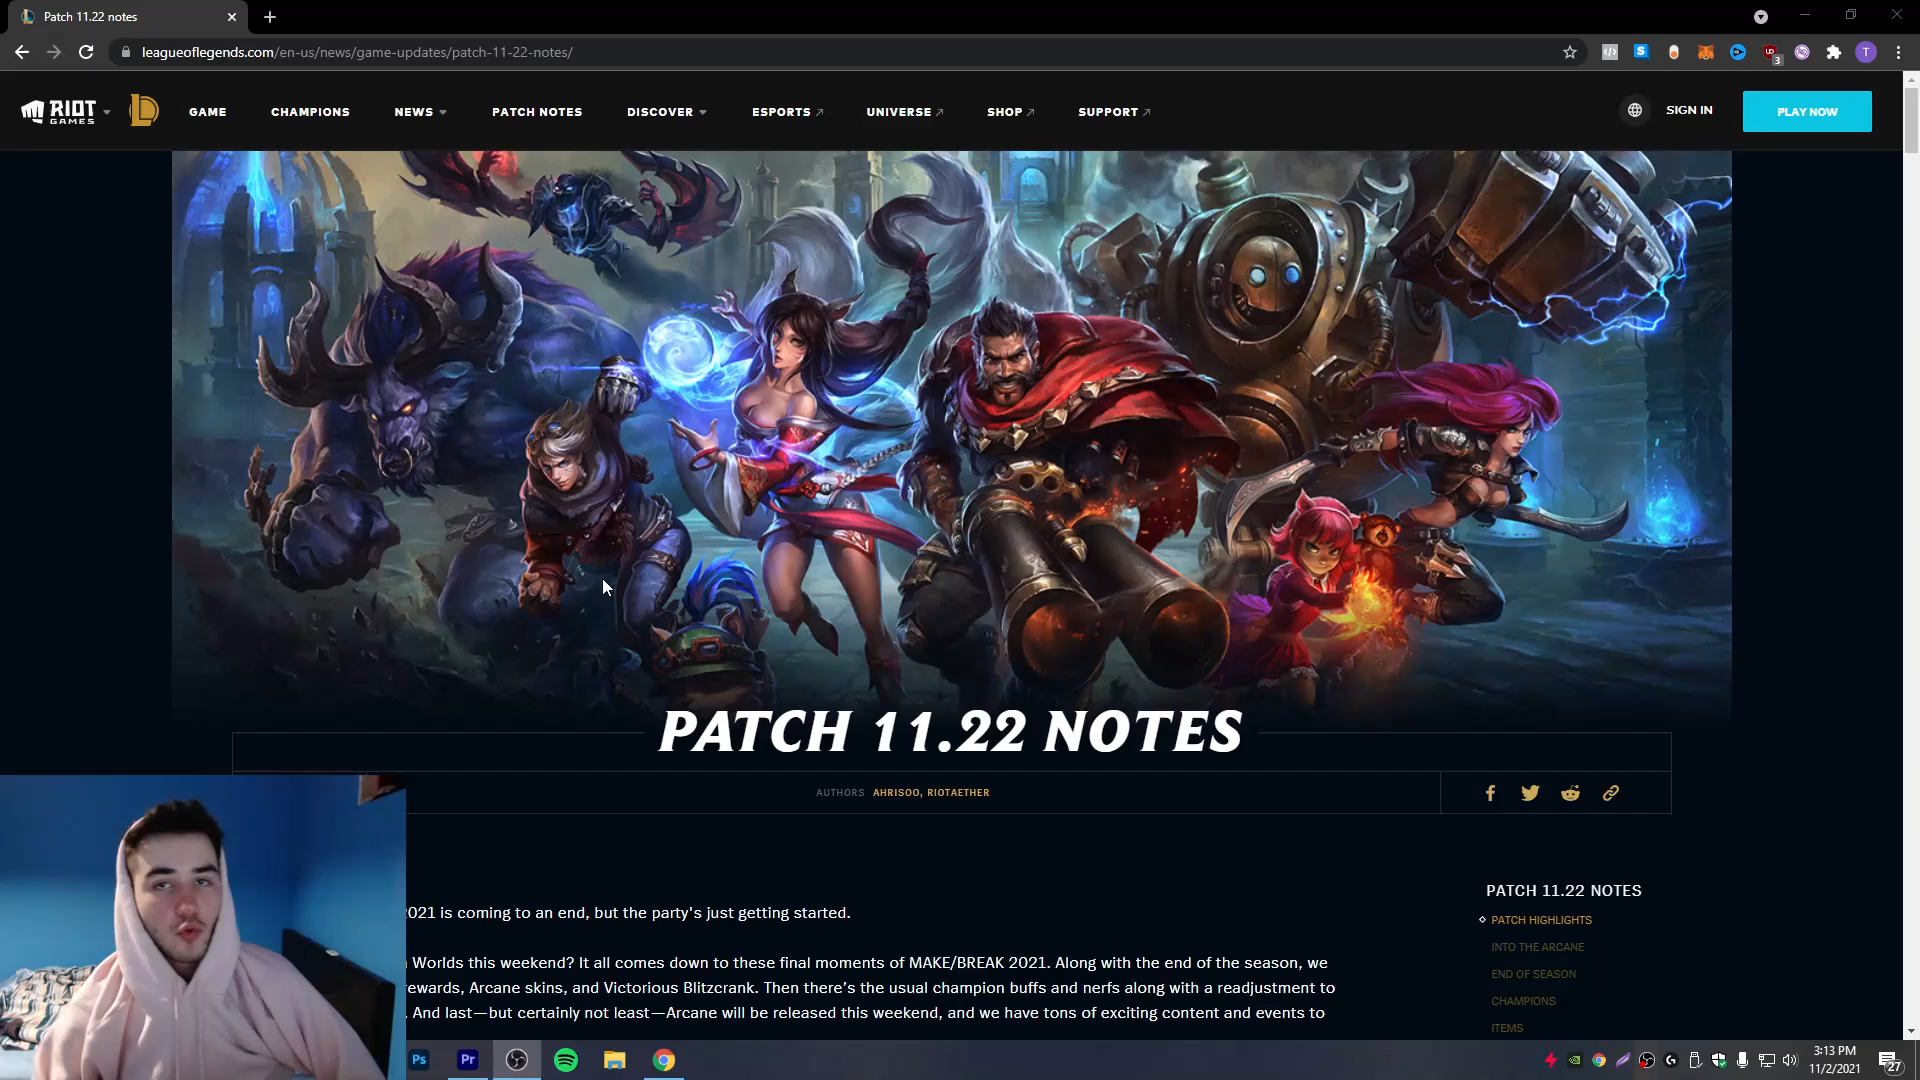 Patch 11.22 notes
leagueoflegends.com/en-us/news/game-updates/patch-11-22-notes/
3
T
RIOT GAMES
GAME
CHAMPIONS
NEWS
PATCH NOTES
DISCOVER
ESPORTS
UNIVERSE
SHOP
SUPPORT
SIGN IN
PLAY NOW
PATCH 11.22 NOTES
AUTHORS AHRISOO, RIOTAETHER
2021 is coming to an end, but the party's just getting started.
Worlds this weekend? It all comes down to these final moments of MAKE/BREAK 2021. Along with the end of the season, we
ewards, Arcane skins, and Victorious Blitzcrank. Then there's the usual champion buffs and nerfs along with a readjustment to
. And last—but certainly not least—Arcane will be released this weekend, and we have tons of exciting content and events to
PATCH 11.22 NOTES
PATCH HIGHLIGHTS
INTO THE ARCANE
END OF SEASON
CHAMPIONS
ITEMS
Ps
Pr
3:13 PM
11/2/2021
27